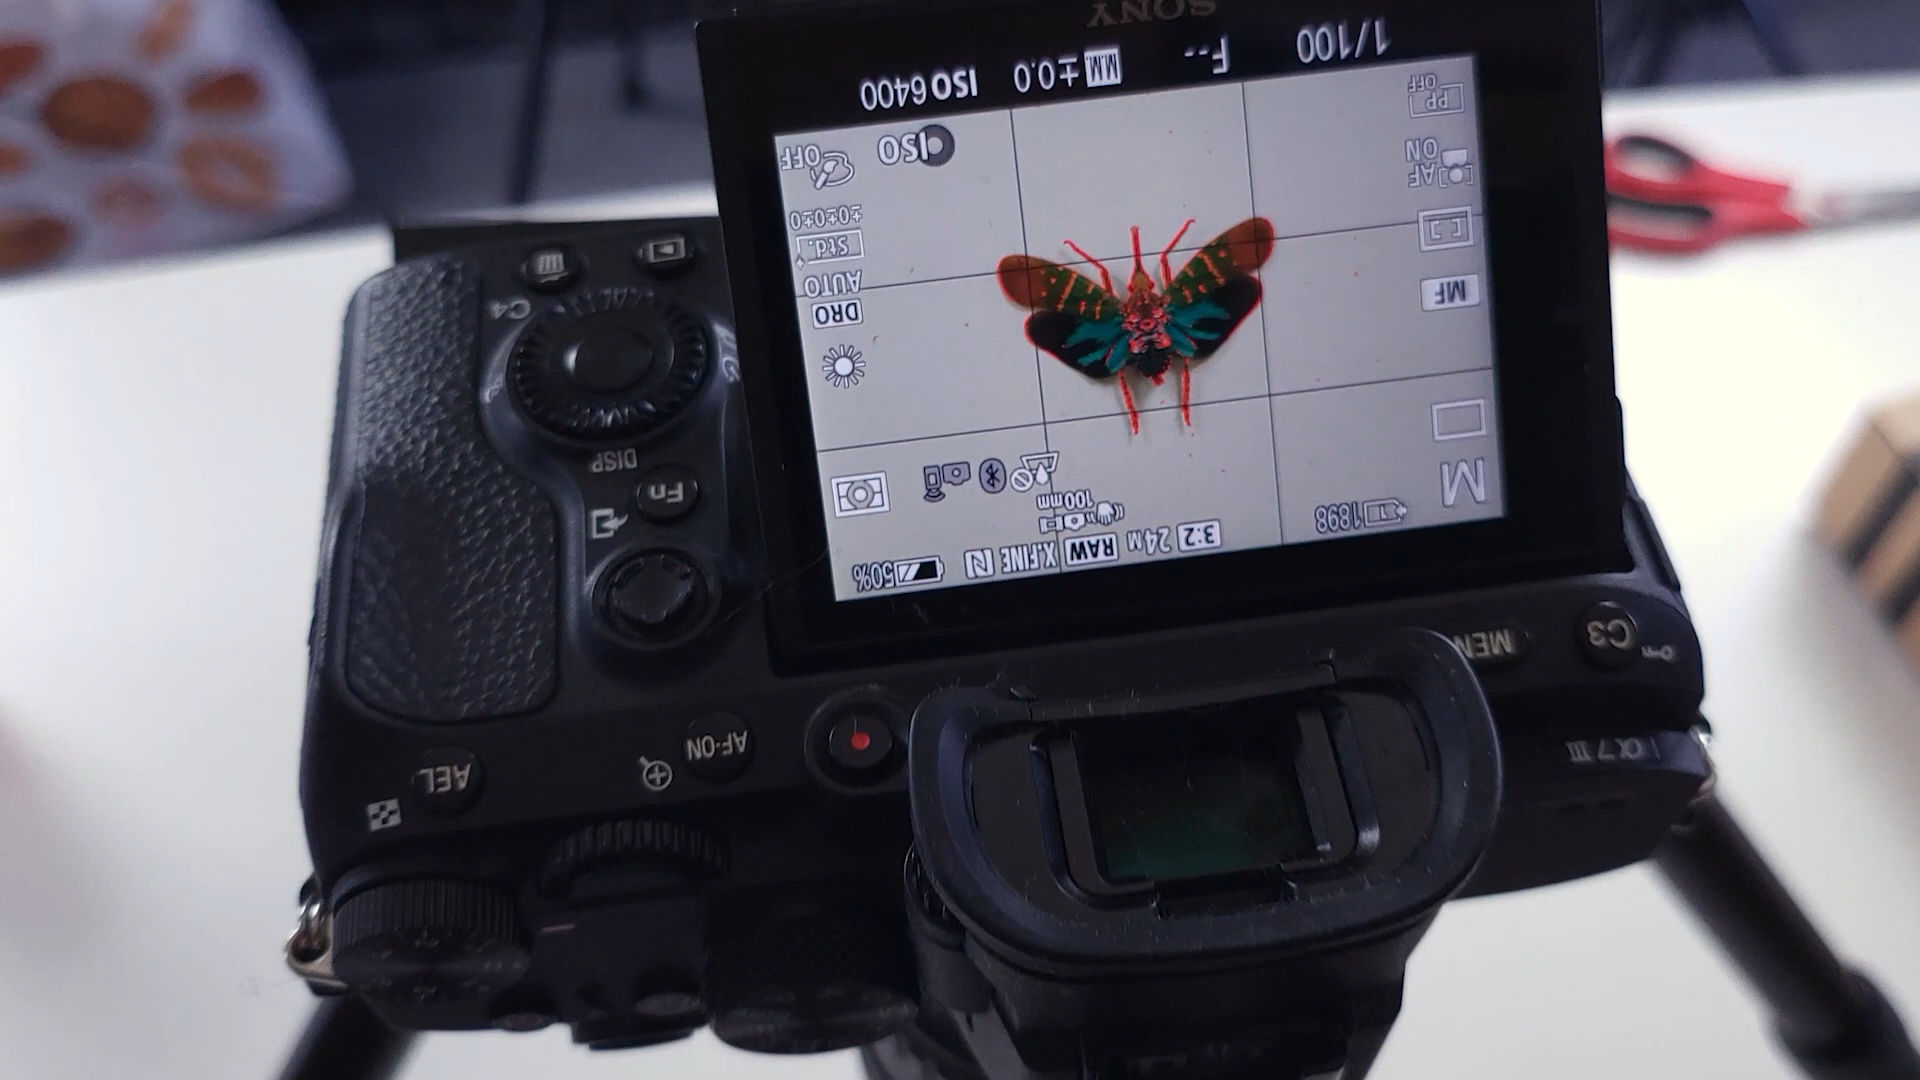 α7 III
AF-ON
AEL
C3
MEN
M
1898
3:2 24M RAW X.FINE N 50%
100mm
MF
AF ON
PP OFF
DRO
AUTO
Std.
±0±0±0
OFF
ISO
1/100 F-- M.M. ±0.0 ISO 6400
SONY
Fn
DISP
C4